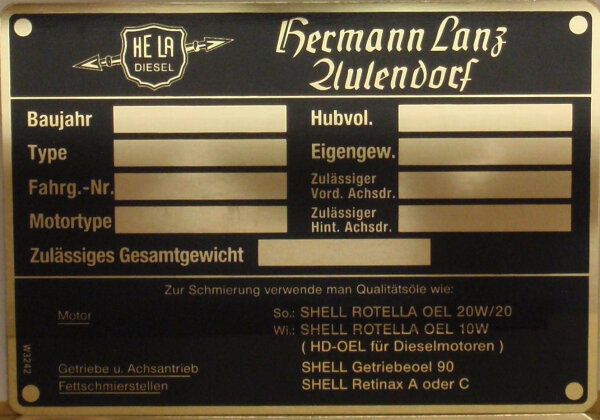 HE LA
DIESEL
Hermann Lanz
Aulendorf
Baujahr
Hubvol.
Type
Eigengew.
Fahrg.-Nr.
Zulässiger
Vord. Achsdr.
Motortype
Zulässiger
Hint. Achsdr.
Zulässiges Gesamtgewicht
Zur Schmierung verwende man Qualitätsöle wie:
Motor So.: SHELL ROTELLA OEL 20W/20
Wi.: SHELL ROTELLA OEL 10W
( HD-OEL für Dieselmotoren )
Getriebe u. Achsantrieb SHELL Getriebeoel 90
Fettschmierstellen SHELL Retinax A oder C
W3242